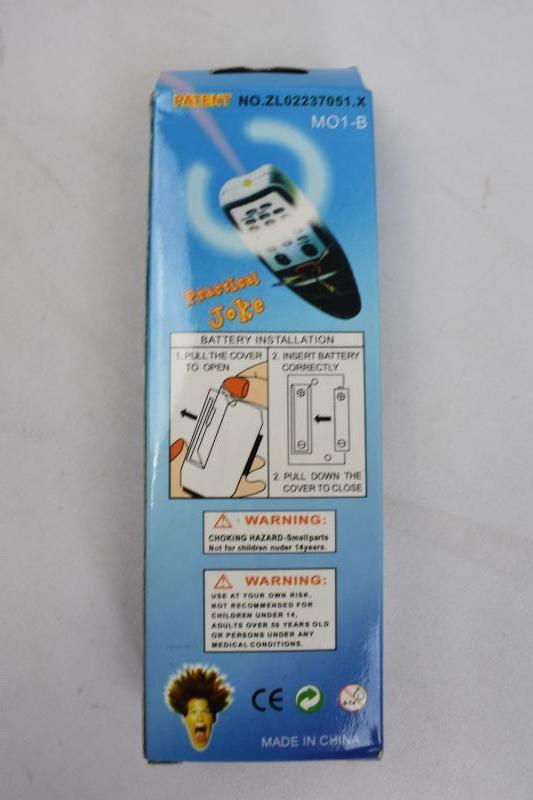 PATENT NO.ZL02237051.X
MO1-B
Practical
Joke
BATTERY INSTALLATION
1. PULL THE COVER
TO OPEN
2. INSERT BATTERY
CORRECTLY
2. PULL DOWN THE
COVER TO CLOSE
WARNING:
CHOKING HAZARD-Smallparts
Not for children nuder 14years.
WARNING:
USE AT YOUR OWN RISK,
NOT RECOMMENDED FOR
CHILDREN UNDER 14,
ADULTS OVER 50 YEARS OLD
OR PERSONS UNDER ANY
MEDICAL CONDITIONS.
CE
MADE IN CHINA